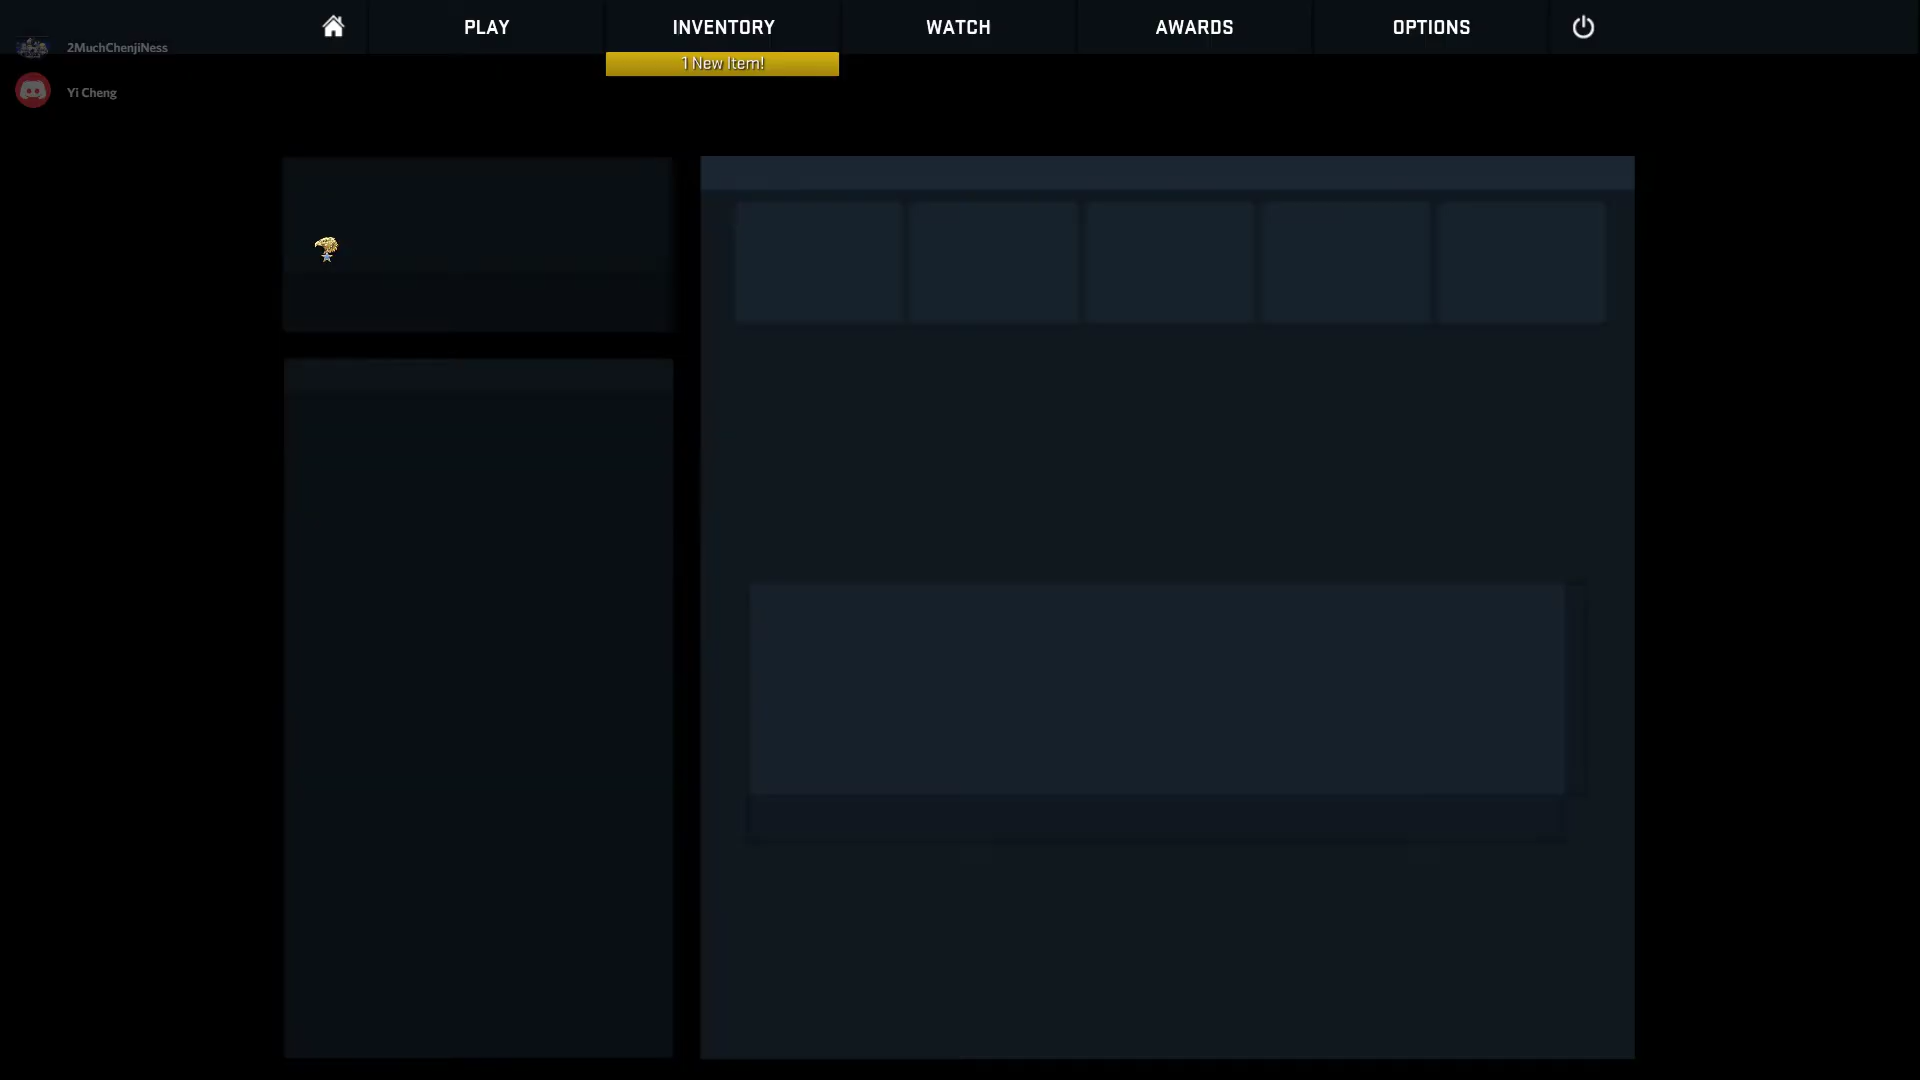 PLAY
INVENTORY
WATCH
AWARDS
OPTIONS
2MuchChenjiNess
1 New Item!
Yi Cheng